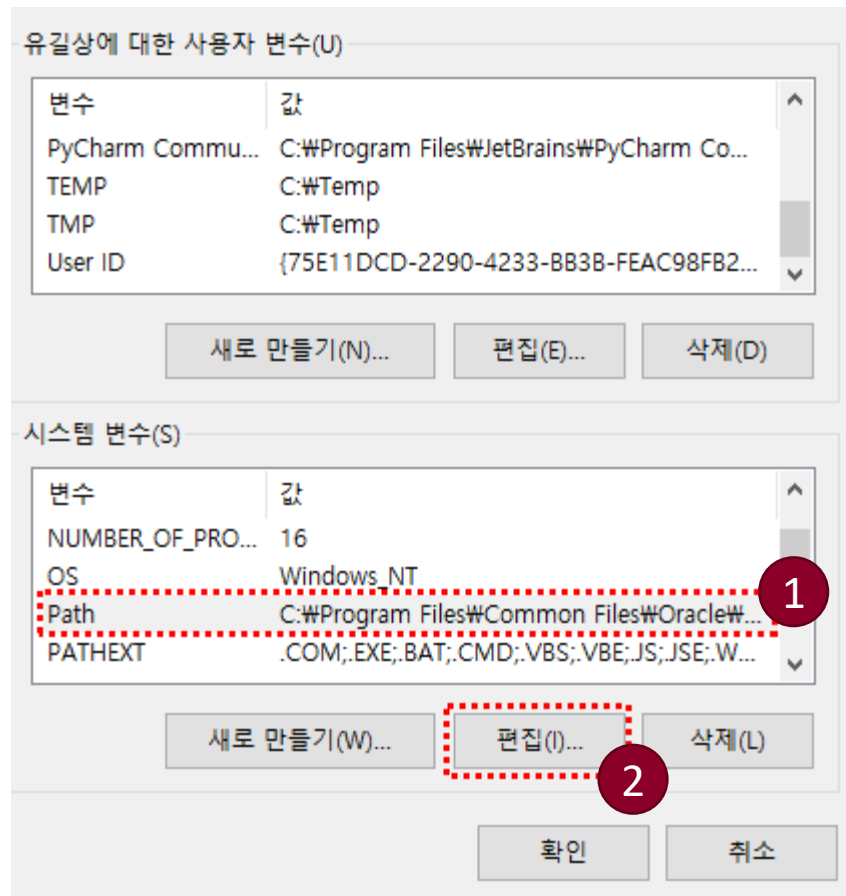 유길상에 대한 사용자 변수(U)
변수 값
PyCharm Commu... C:₩Program Files₩JetBrains₩PyCharm Co...
TEMP C:₩Temp
TMP C:₩Temp
User ID {75E11DCD-2290-4233-BB3B-FEAC98FB2...
새로 만들기(N)... 편집(E)... 삭제(D)
시스템 변수(S)
변수 값
NUMBER_OF_PRO... 16
OS Windows_NT
Path C:₩Program Files₩Common Files₩Oracle₩... 1
PATHEXT .COM;.EXE;.BAT;.CMD;.VBS;.VBE;.JS;.JSE;.W...
새로 만들기(W)... 편집(I)... 삭제(L)
2
확인 취소